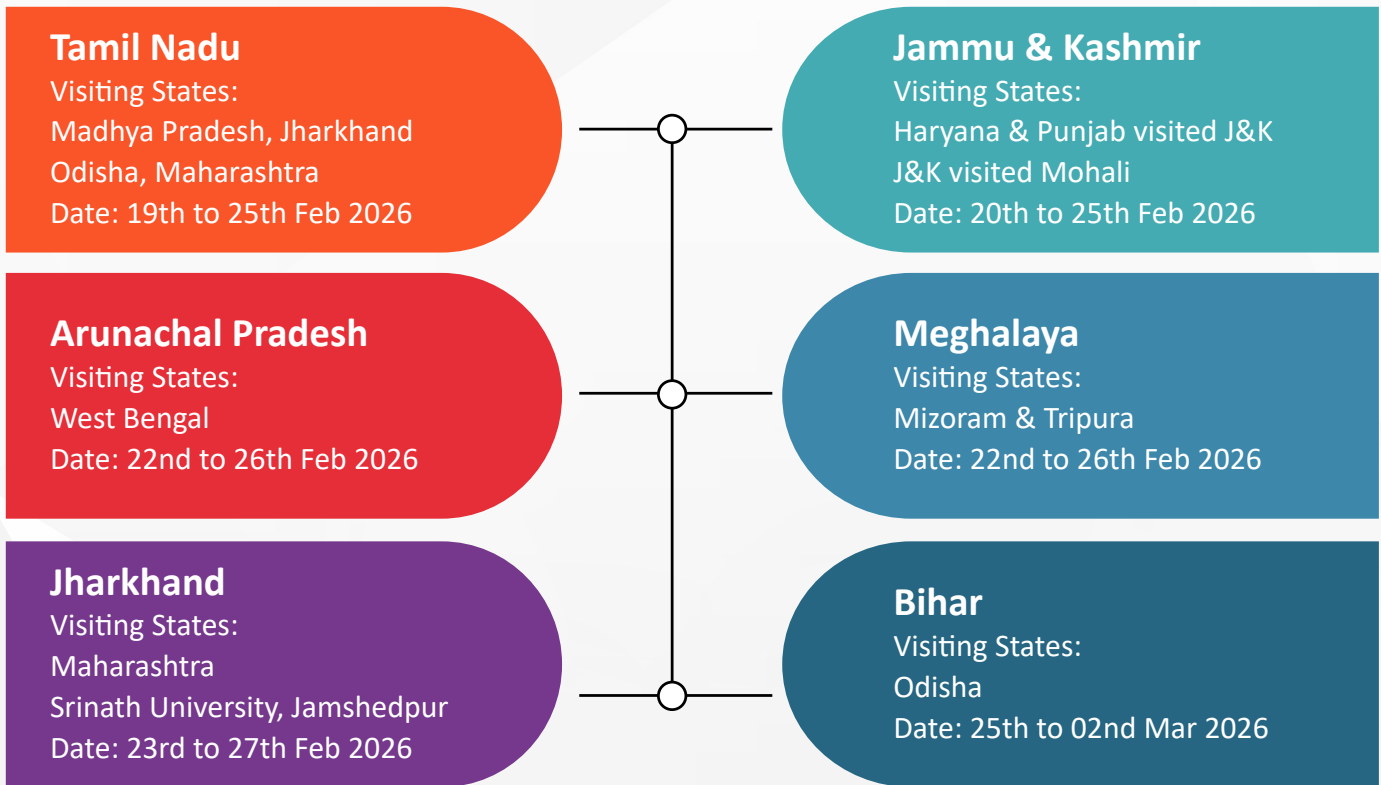 Tamil Nadu
Visiting States:
Madhya Pradesh, Jharkhand
Odisha, Maharashtra
Date: 19th to 25th Feb 2026
Jammu & Kashmir
Visiting States:
Haryana & Punjab visited J&K
J&K visited Mohali
Date: 20th to 25th Feb 2026
Arunachal Pradesh
Visiting States:
West Bengal
Date: 22nd to 26th Feb 2026
Meghalaya
Visiting States:
Mizoram & Tripura
Date: 22nd to 26th Feb 2026
Jharkhand
Visiting States:
Maharashtra
Srinath University, Jamshedpur
Date: 23rd to 27th Feb 2026
Bihar
Visiting States:
Odisha
Date: 25th to 02nd Mar 2026